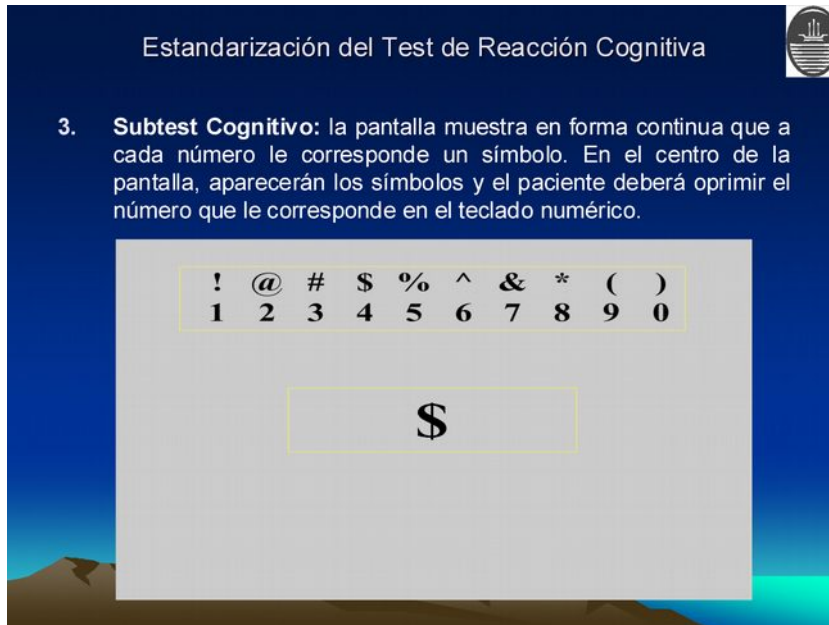 Estandarización del Test de Reacción Cognitiva
3. Subtest Cognitivo: la pantalla muestra en forma continua que a
cada número le corresponde un símbolo. En el centro de la
pantalla, aparecerán los símbolos y el paciente deberá oprimir el
número que le corresponde en el teclado numérico.
! @ # $ % ^ & * ( )
1 2 3 4 5 6 7 8 9 0
$